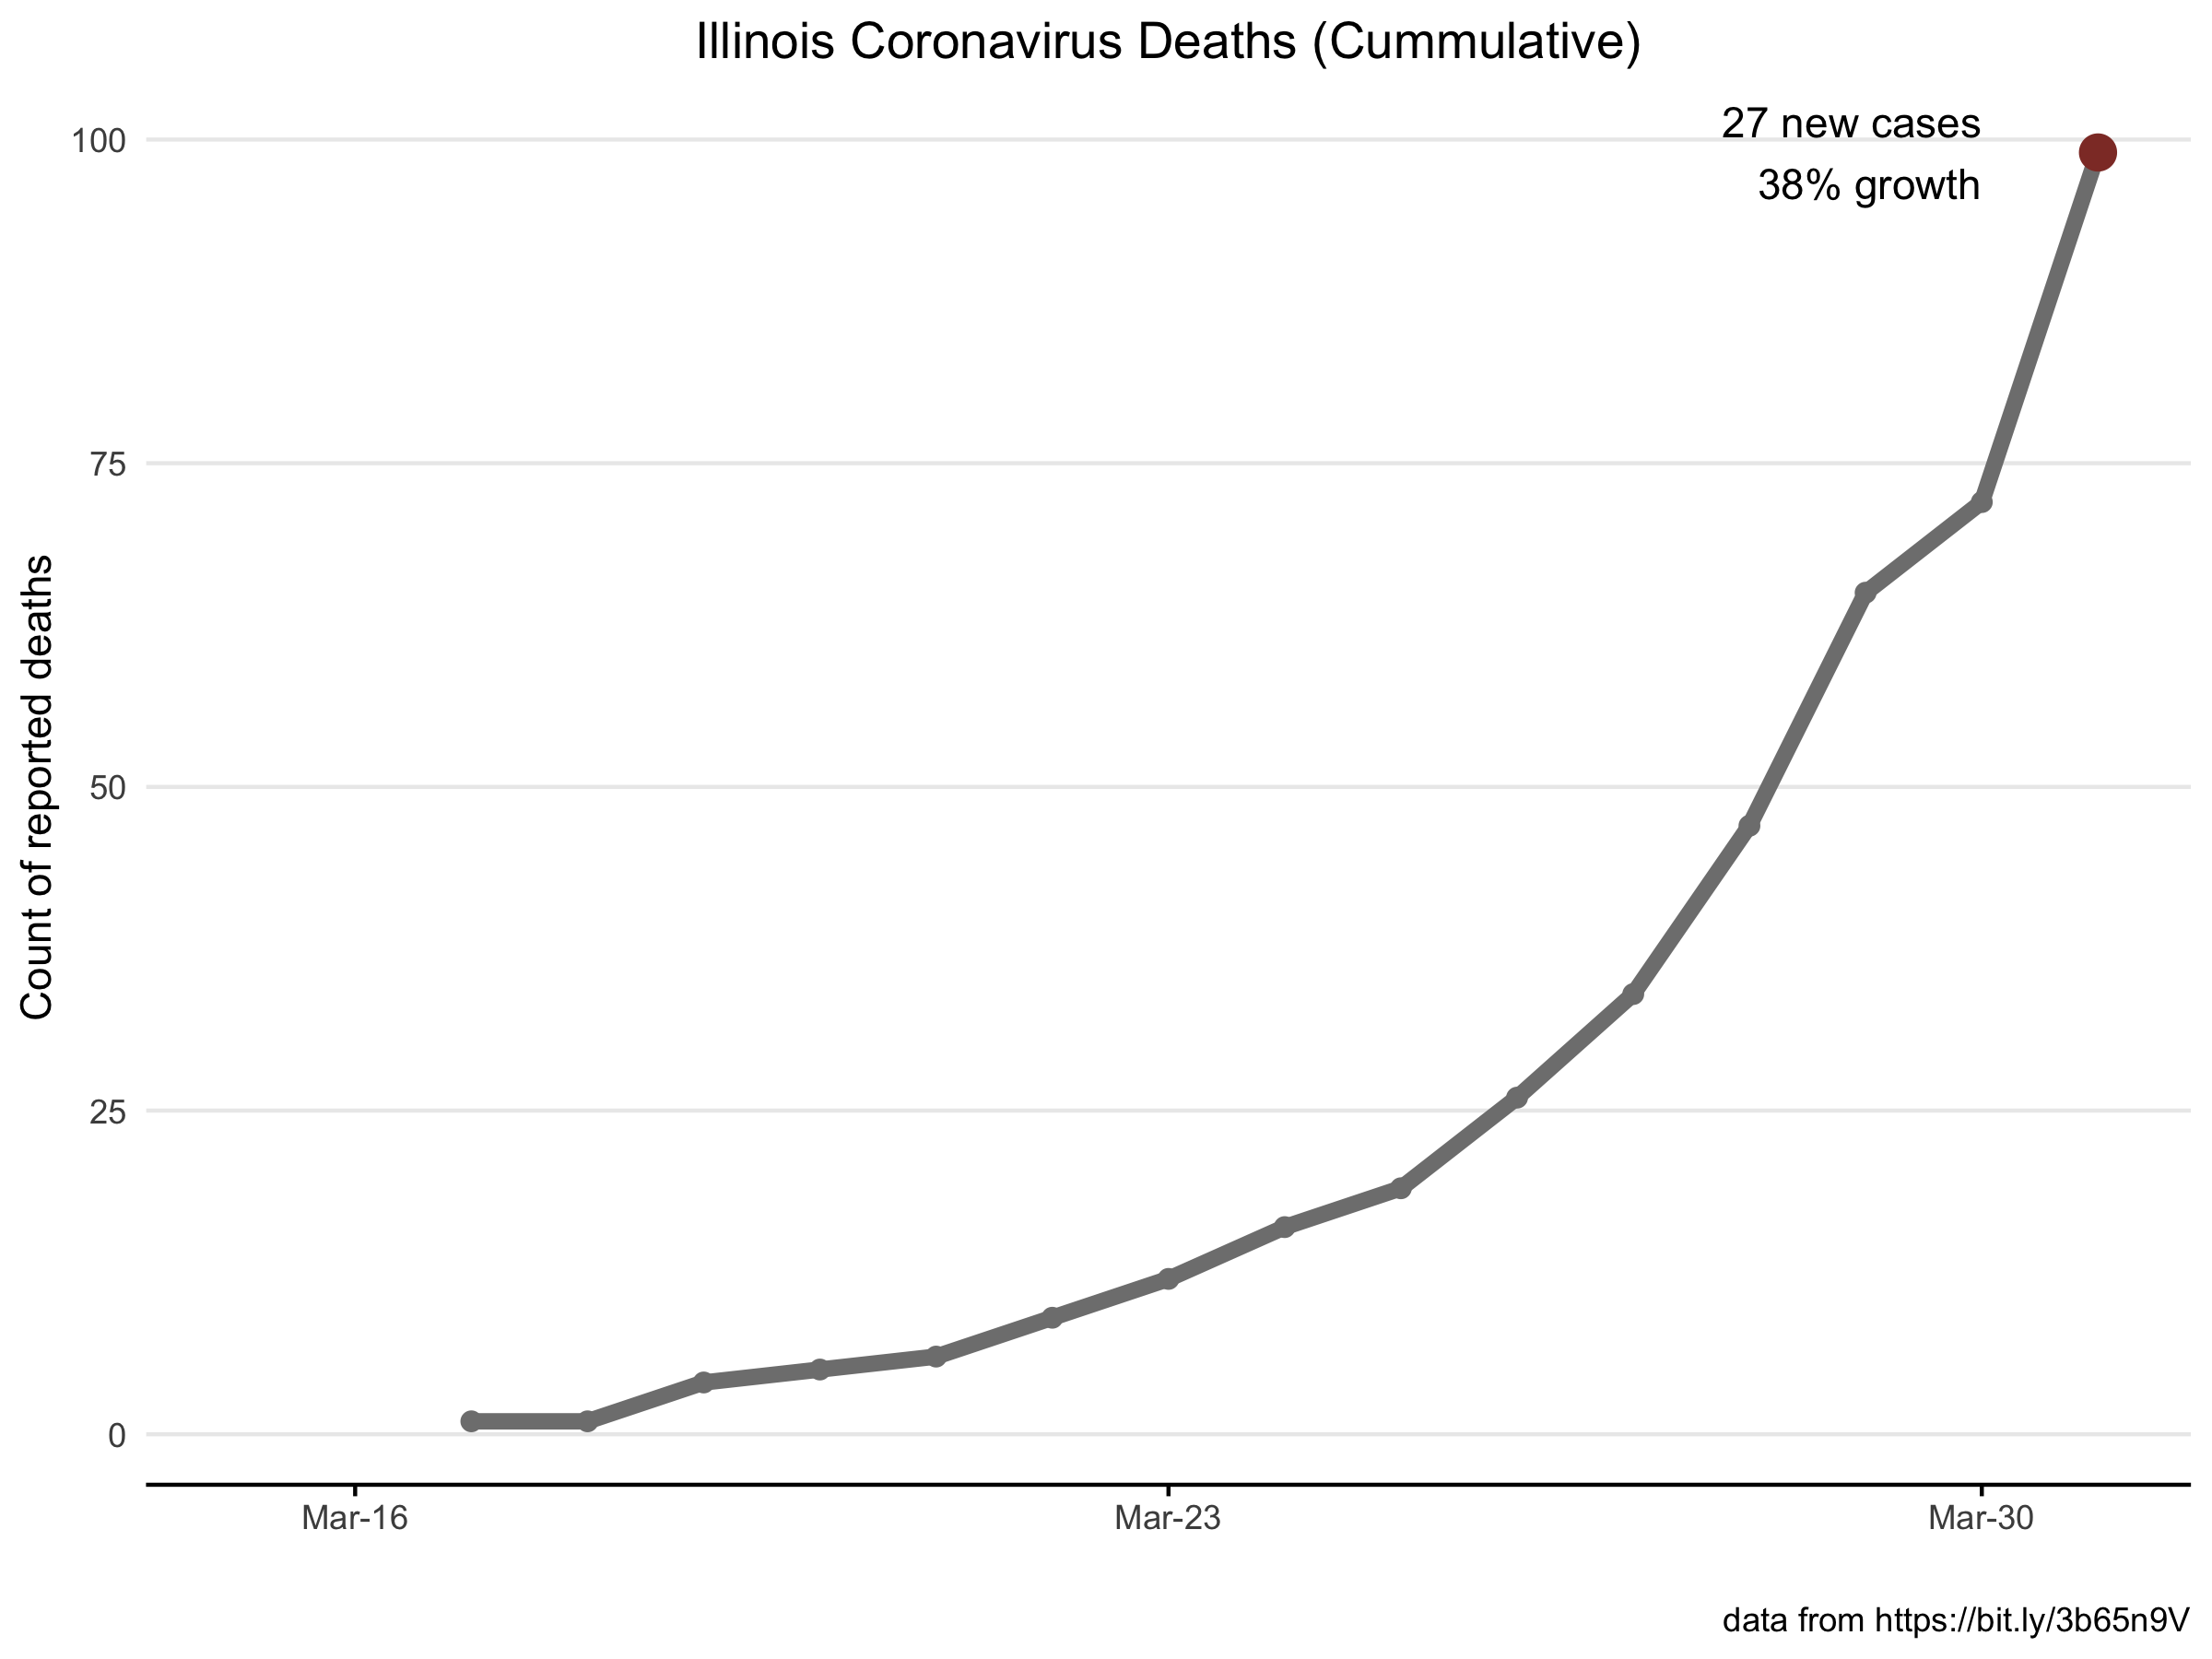 Illinois Coronavirus Deaths (Cummulative)
27 new cases
38% growth
100
75
50
25
0
Count of reported deaths
Mar-16
Mar-23
Mar-30
data from https://bit.ly/3b65n9V